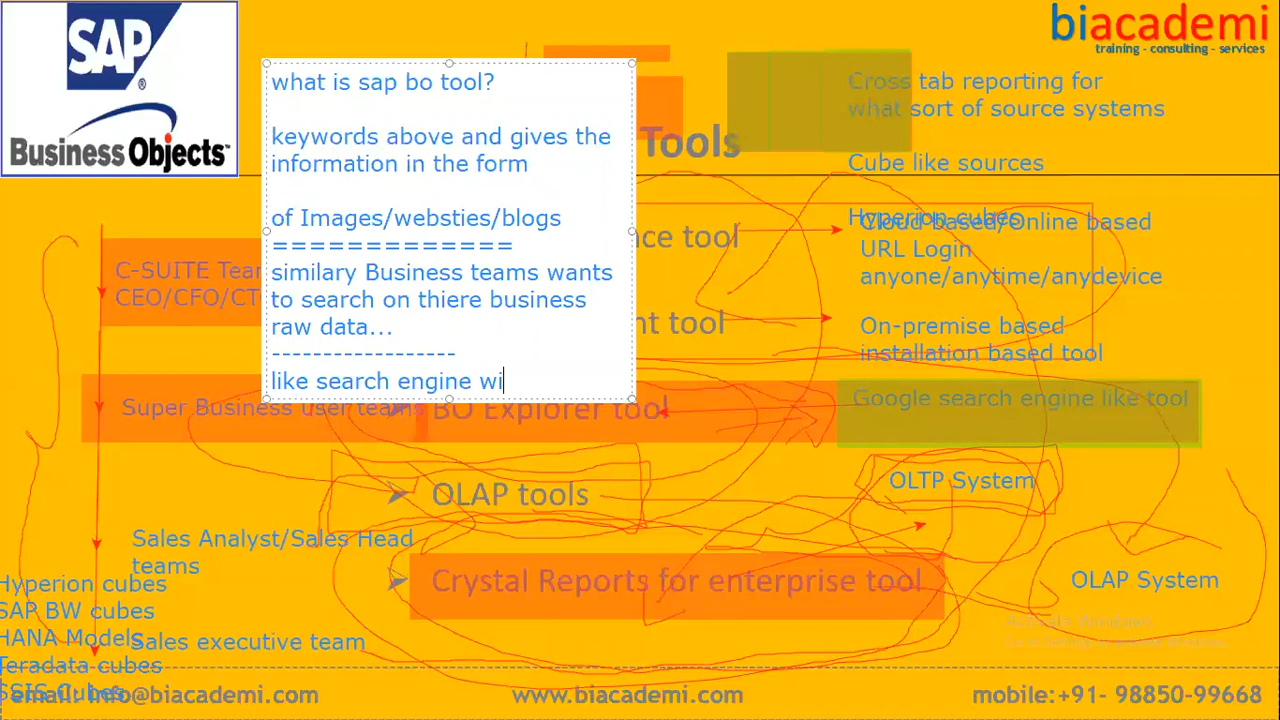 SAP
®
Business Objects™
biacademi
training - consulting - services
what is sap bo tool?
keywords above and gives the
information in the form
of Images/websties/blogs
=============
similary Business teams wants
to search on thiere business
raw data...
-----------------
like search engine wi
Tools
Cross tab reporting for
what sort of source systems
Cube like sources
Hyperion cubes
nce tool
Cloud based/Online based
URL Login
anyone/anytime/anydevice
C-SUITE Tea
CEO/CFO/CT
nt tool
On-premise based
installation based tool
Super Business user teams
BO Explorer tool
Google search engine like tool
OLAP tools
OLTP System
Sales Analyst/Sales Head
teams
Crystal Reports for enterprise tool
OLAP System
Hyperion cubes
SAP BW cubes
HANA Models
Sales executive team
Teradata cubes
SSIS Cubes
Activate Windows
email: info@biacademi.com
www.biacademi.com
mobile:+91- 98850-99668